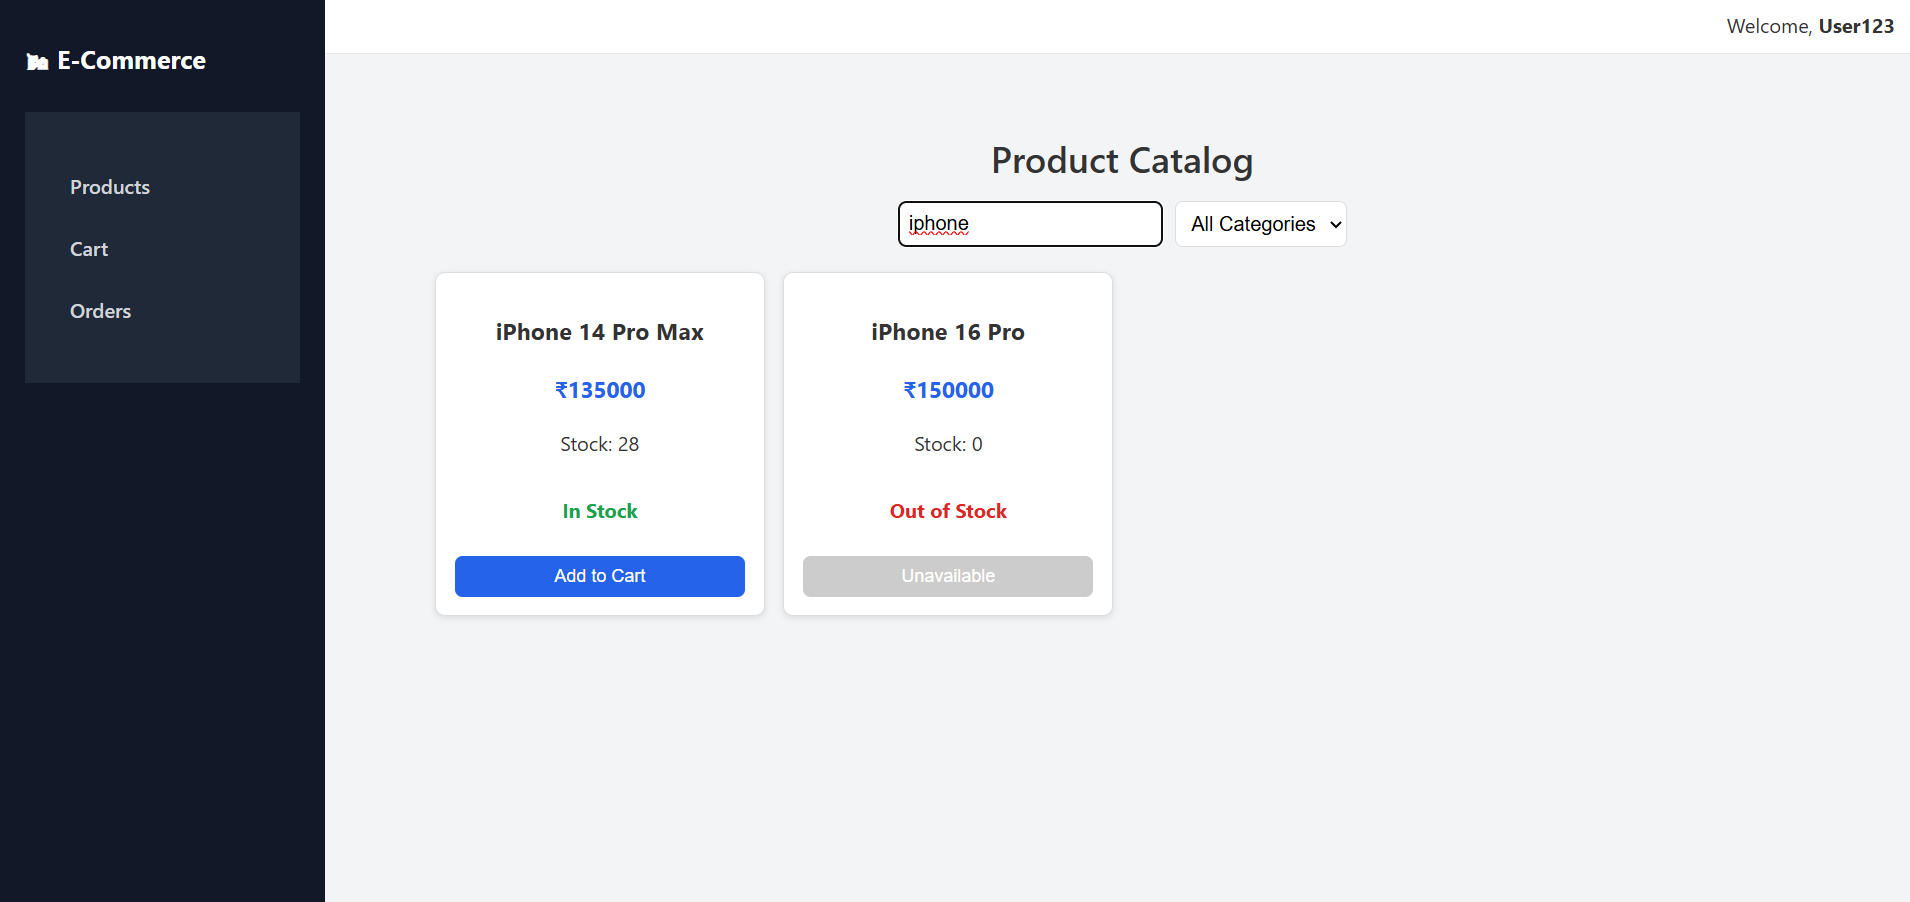 E-Commerce
Products
Cart
Orders
Welcome, User123
Product Catalog
iphone
All Categories
iPhone 14 Pro Max
₹135000
Stock: 28
In Stock
Add to Cart
iPhone 16 Pro
₹150000
Stock: 0
Out of Stock
Unavailable